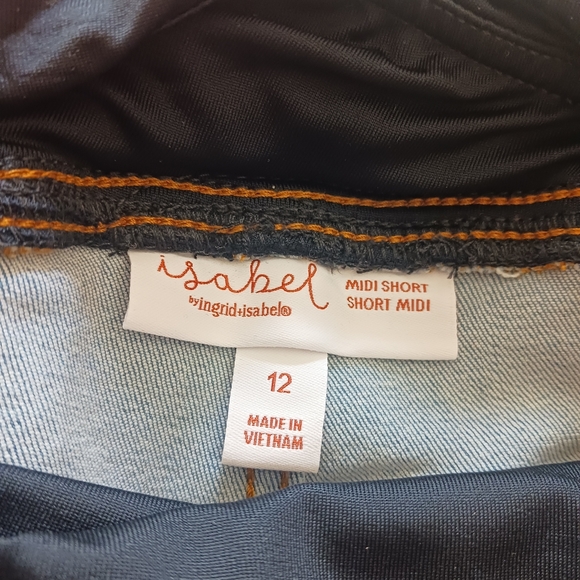 isabel
by ingrid+isabel®
MIDI SHORT
SHORT MIDI
12
MADE IN
VIETNAM